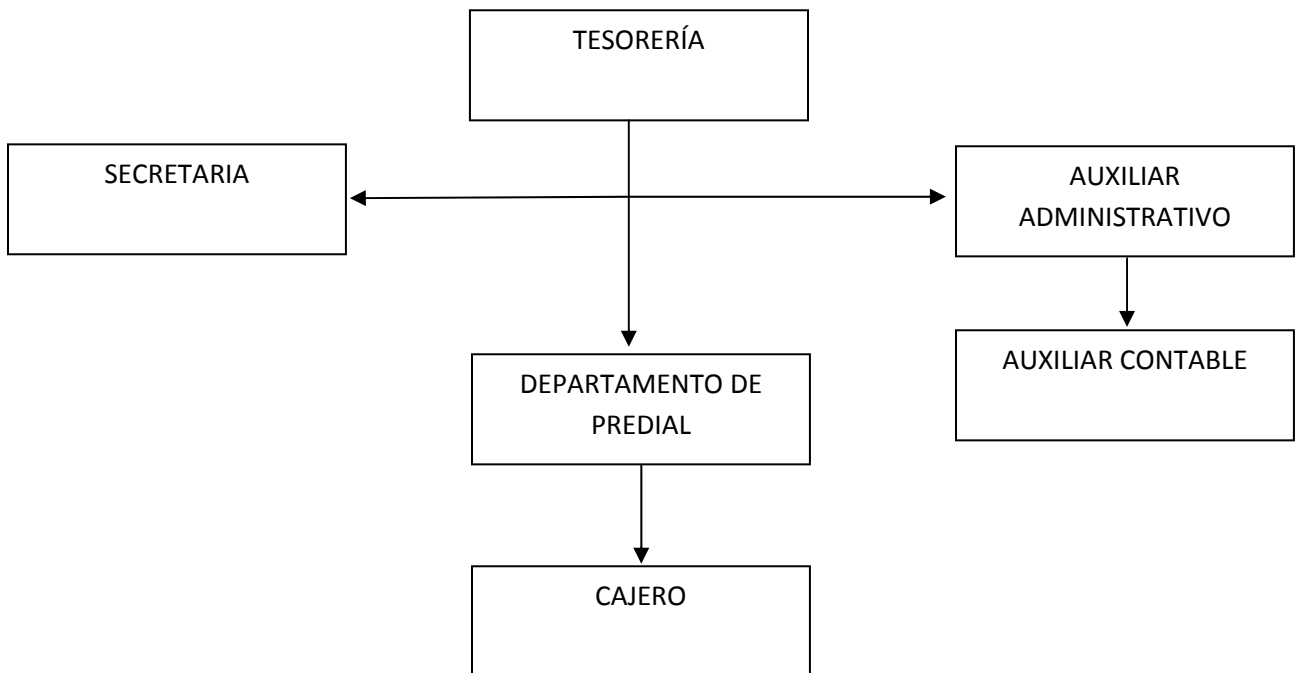 TESORERÍA
SECRETARIA
AUXILIAR
ADMINISTRATIVO
AUXILIAR CONTABLE
DEPARTAMENTO DE
PREDIAL
CAJERO